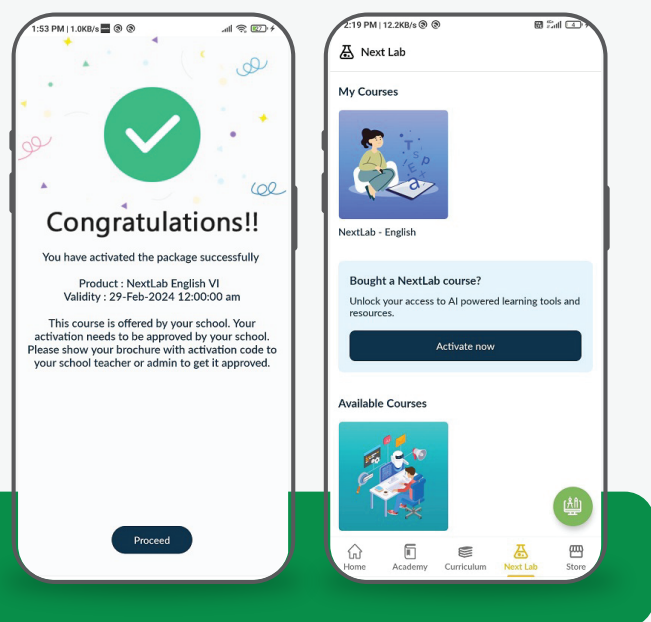 1:53 PM | 1.0KB/s
Congratulations!!
You have activated the package successfully
Product : NextLab English VI
Validity : 29-Feb-2024 12:00:00 am
This course is offered by your school. Your
activation needs to be approved by your school.
Please show your brochure with activation code to
your school teacher or admin to get it approved.
Proceed
2:19 PM | 12.2KB/s
Next Lab
My Courses
NextLab - English
Bought a NextLab course?
Unlock your access to AI powered learning tools and
resources.
Activate now
Available Courses
Home Academy Curriculum Next Lab Store